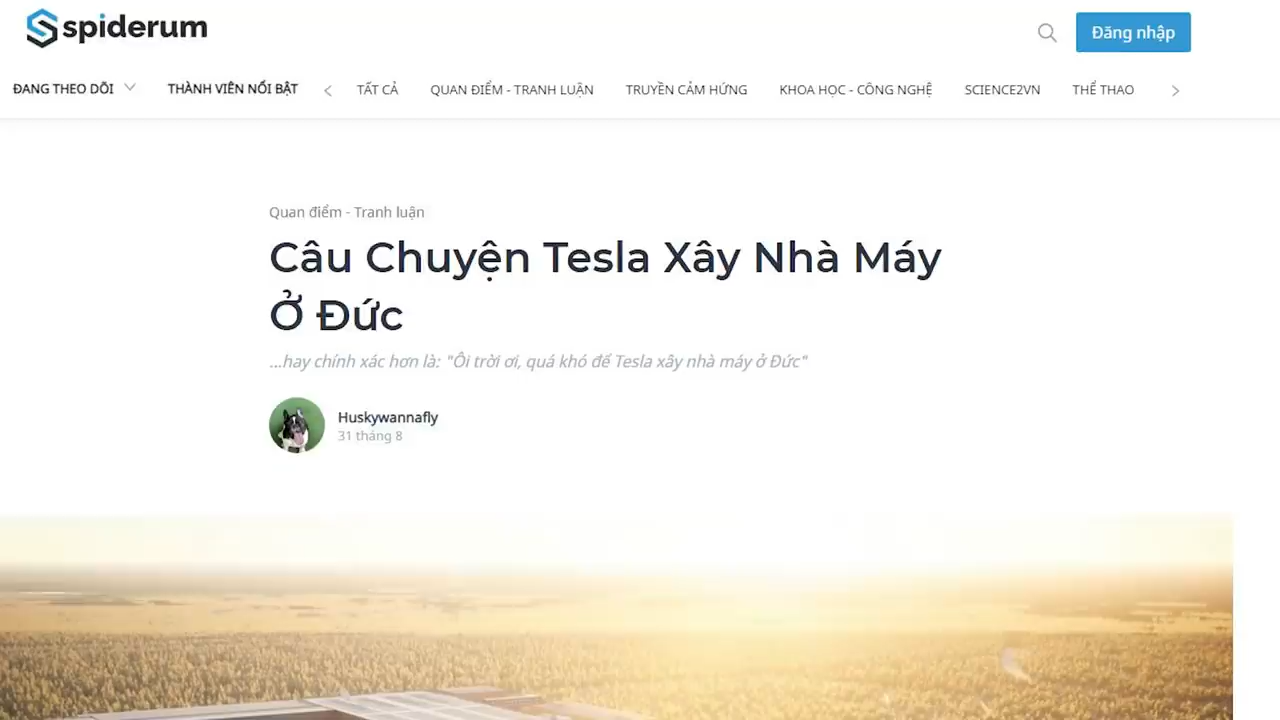 spiderum
Đăng nhập
ĐANG THEO DÕI THÀNH VIÊN NỔI BẬT TẤT CẢ QUAN ĐIỂM - TRANH LUẬN TRUYỀN CẢM HỨNG KHOA HỌC - CÔNG NGHỆ SCIENCE2VN THỂ THAO
Quan điểm - Tranh luận
Câu Chuyện Tesla Xây Nhà Máy
Ở Đức
...hay chính xác hơn là: "Ôi trời ơi, quá khó để Tesla xây nhà máy ở Đức"
Huskywannafly
31 tháng 8